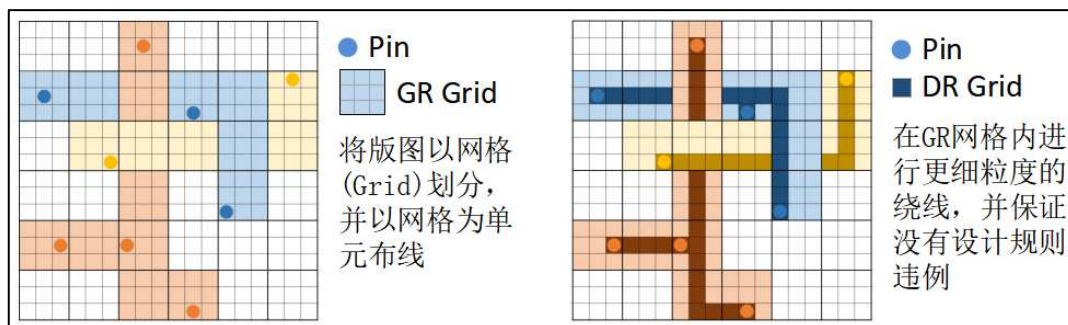 Pin
GR Grid
将版图以网格
(Grid)划分，
并以网格为单
元布线
Pin
DR Grid
在GR网格内进
行更细粒度的
绕线，并保证
没有设计规则
违例